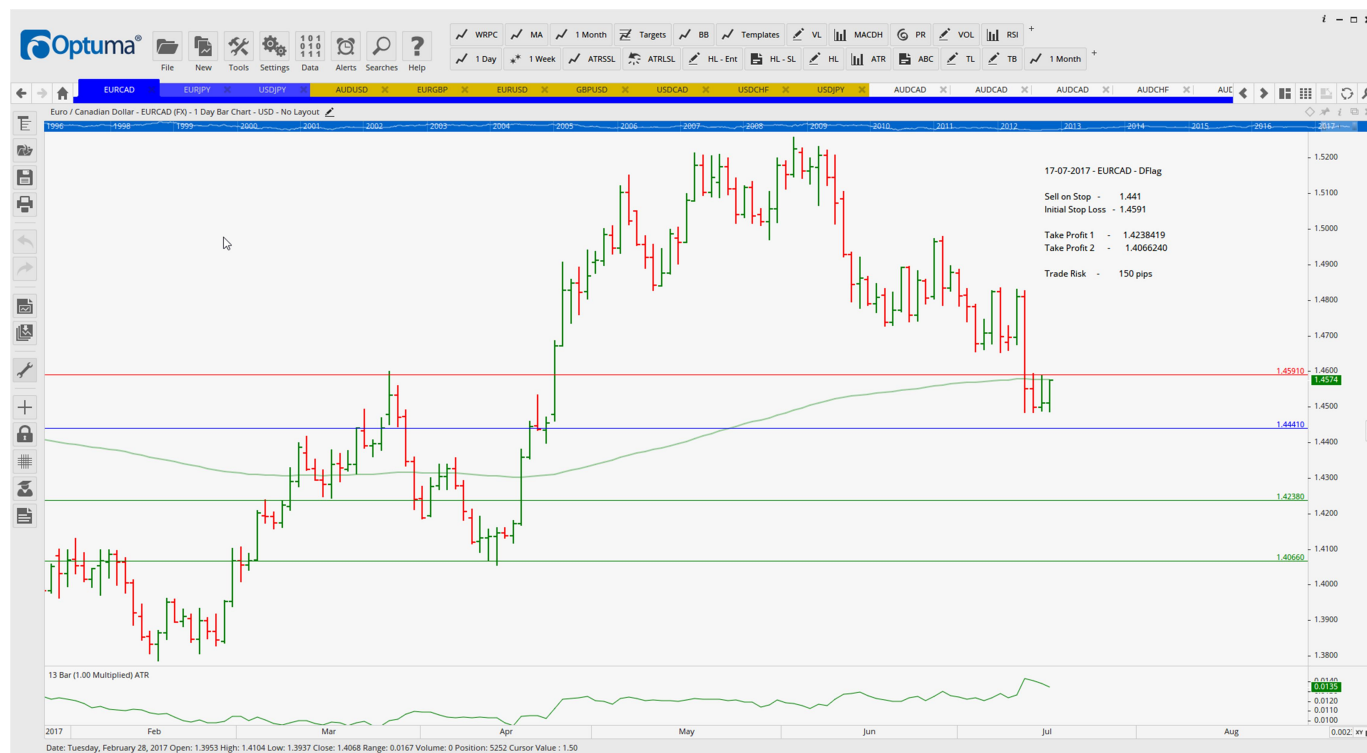 i
Optuma®
File
New
Tools
Settings
Data
Alerts
Searches
Help
WRPC MA 1 Month Targets BB Templates VL MACDH PR VOL RSI +
1 Day 1 Week ATRSSL ATRLSL HL - Ent HL - SL HL ATR ABC TL TB 1 Month +
EURCAD EURJPY USDJPY AUDUSD EURGBP EURUSD GBPUSD USDCAD USDCHF USDJPY AUDCAD AUDCAD AUDCAD AUDCHF
Euro / Canadian Dollar - EURCAD (FX) - 1 Day Bar Chart - USD - No Layout
1996 1998 1999 2000 2001 2002 2003 2004 2005 2006 2007 2008 2009 2010 2011 2012 2013 2014 2015 2016 2017
17-07-2017 - EURCAD - DFlag
Sell on Stop - 1.441
Initial Stop Loss - 1.4591
Take Profit 1 - 1.4238419
Take Profit 2 - 1.4066240
Trade Risk - 150 pips
1.5200
1.5100
1.5000
1.4900
1.4800
1.4700
1.4600
1.45910
1.4574
1.4500
1.44410
1.4400
1.4300
1.42380
1.4200
1.4100
1.40660
1.4000
1.3900
1.3800
13 Bar (1.00 Multiplied) ATR
0.0140
0.0135
0.0120
0.0110
0.0100
2017 Feb Mar Apr May Jun Jul Aug
XY
Date: Tuesday, February 28, 2017 Open: 1.3953 High: 1.4104 Low: 1.3937 Close: 1.4068 Range: 0.0167 Volume: 0 Position: 5252 Cursor Value : 1.50